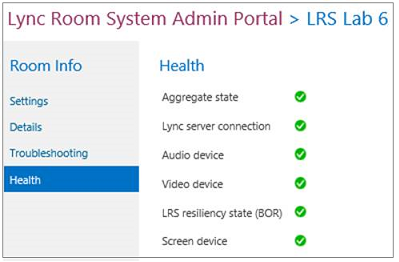 Lync Room System Admin Portal > LRS Lab 6
Room Info
Settings
Details
Troubleshooting
Health
Health
Aggregate state
Lync server connection
Audio device
Video device
LRS resiliency state (BOR)
Screen device